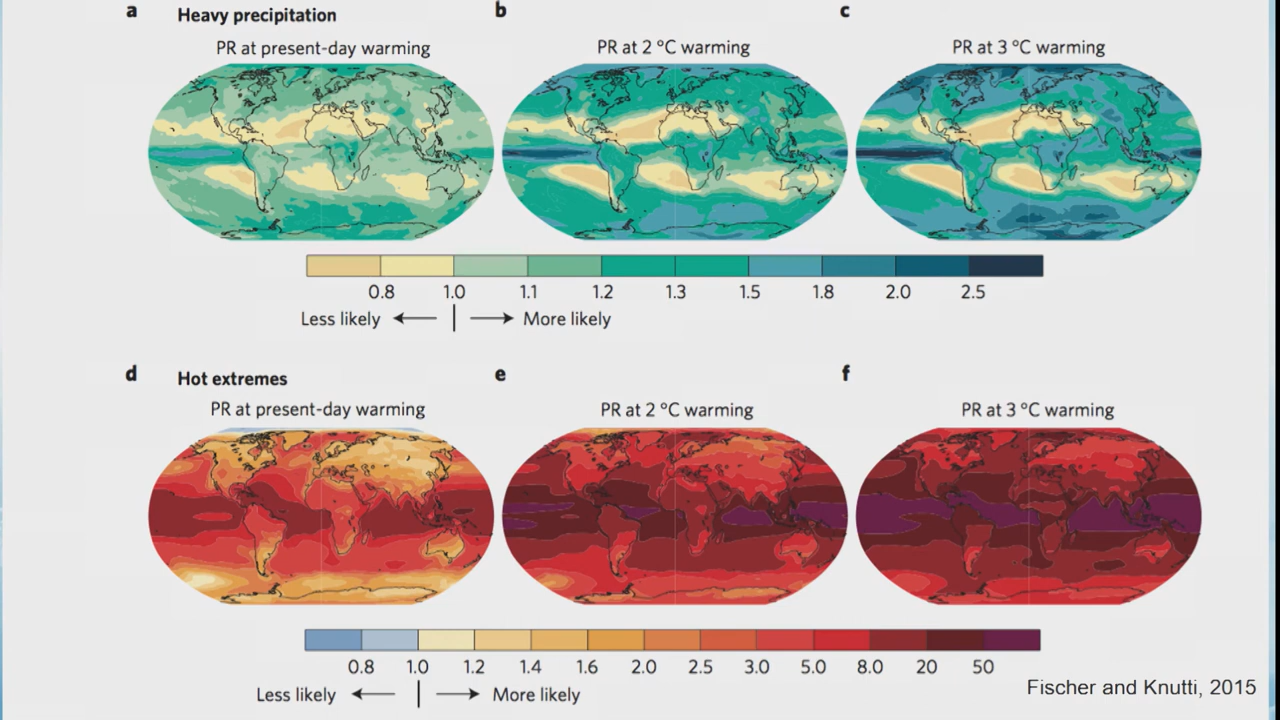 a Heavy precipitation b c
PR at present-day warming PR at 2 °C warming PR at 3 °C warming
0.8 1.0 1.1 1.2 1.3 1.5 1.8 2.0 2.5
Less likely More likely
d Hot extremes e f
PR at present-day warming PR at 2 °C warming PR at 3 °C warming
0.8 1.0 1.2 1.4 1.6 2.0 2.5 3.0 5.0 8.0 20 50
Less likely More likely
Fischer and Knutti, 2015